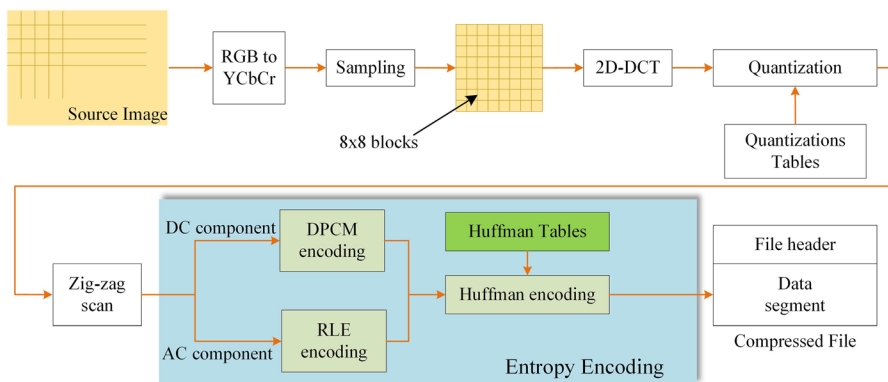 Source Image
RGB to
YCbCr
Sampling
8x8 blocks
2D-DCT
Quantization
Quantizations
Tables
Zig-zag
scan
DC component
AC component
DPCM
encoding
RLE
encoding
Huffman Tables
Huffman encoding
Entropy Encoding
File header
Data
segment
Compressed File